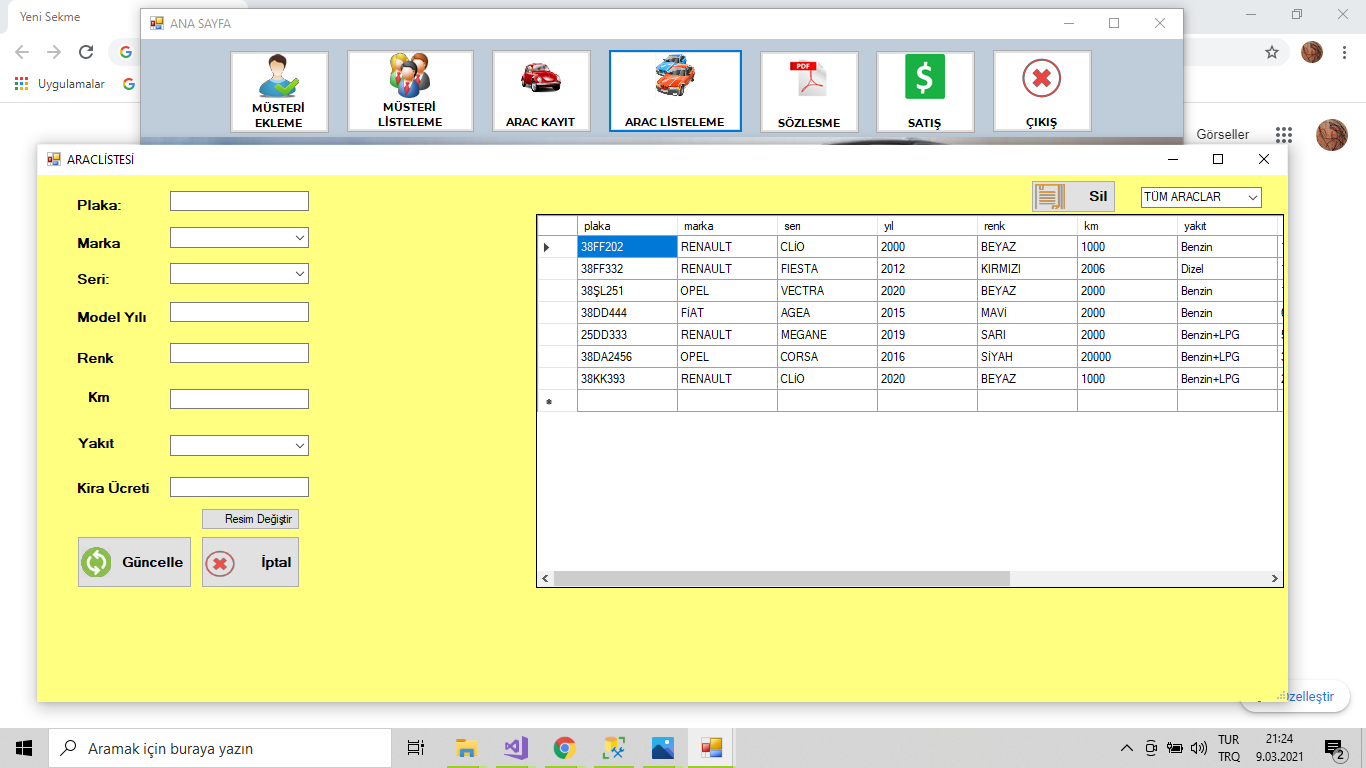 Yeni Sekme
ANA SAYFA
Uygulamalar
MÜSTERİ
EKLEME
MÜSTERİ
LİSTELEME
ARAC KAYIT
ARAC LİSTELEME
PDF
SÖZLESME
$
SATIŞ
ÇIKIŞ
Görseller
ARACLİSTESİ
Sil
TÜM ARACLAR
Plaka:
Marka
Seri:
Model Yılı
Renk
Km
Yakıt
Kira Ücreti
Resim Değiştir
Güncelle
İptal
plaka marka seri yil renk km yakit
38FF202 RENAULT CLİO 2000 BEYAZ 1000 Benzin
38FF332 RENAULT FIESTA 2012 KIRMIZI 2006 Dizel
38ŞL251 OPEL VECTRA 2020 BEYAZ 2000 Benzin
38DD444 FİAT AGEA 2015 MAVİ 2000 Benzin
25DD333 RENAULT MEGANE 2019 SARI 2000 Benzin+LPG
38DA2456 OPEL CORSA 2016 SİYAH 20000 Benzin+LPG
38KK393 RENAULT CLİO 2020 BEYAZ 1000 Benzin+LPG
zelleştir
Aramak için buraya yazın
TUR
TRQ
21:24
9.03.2021
2